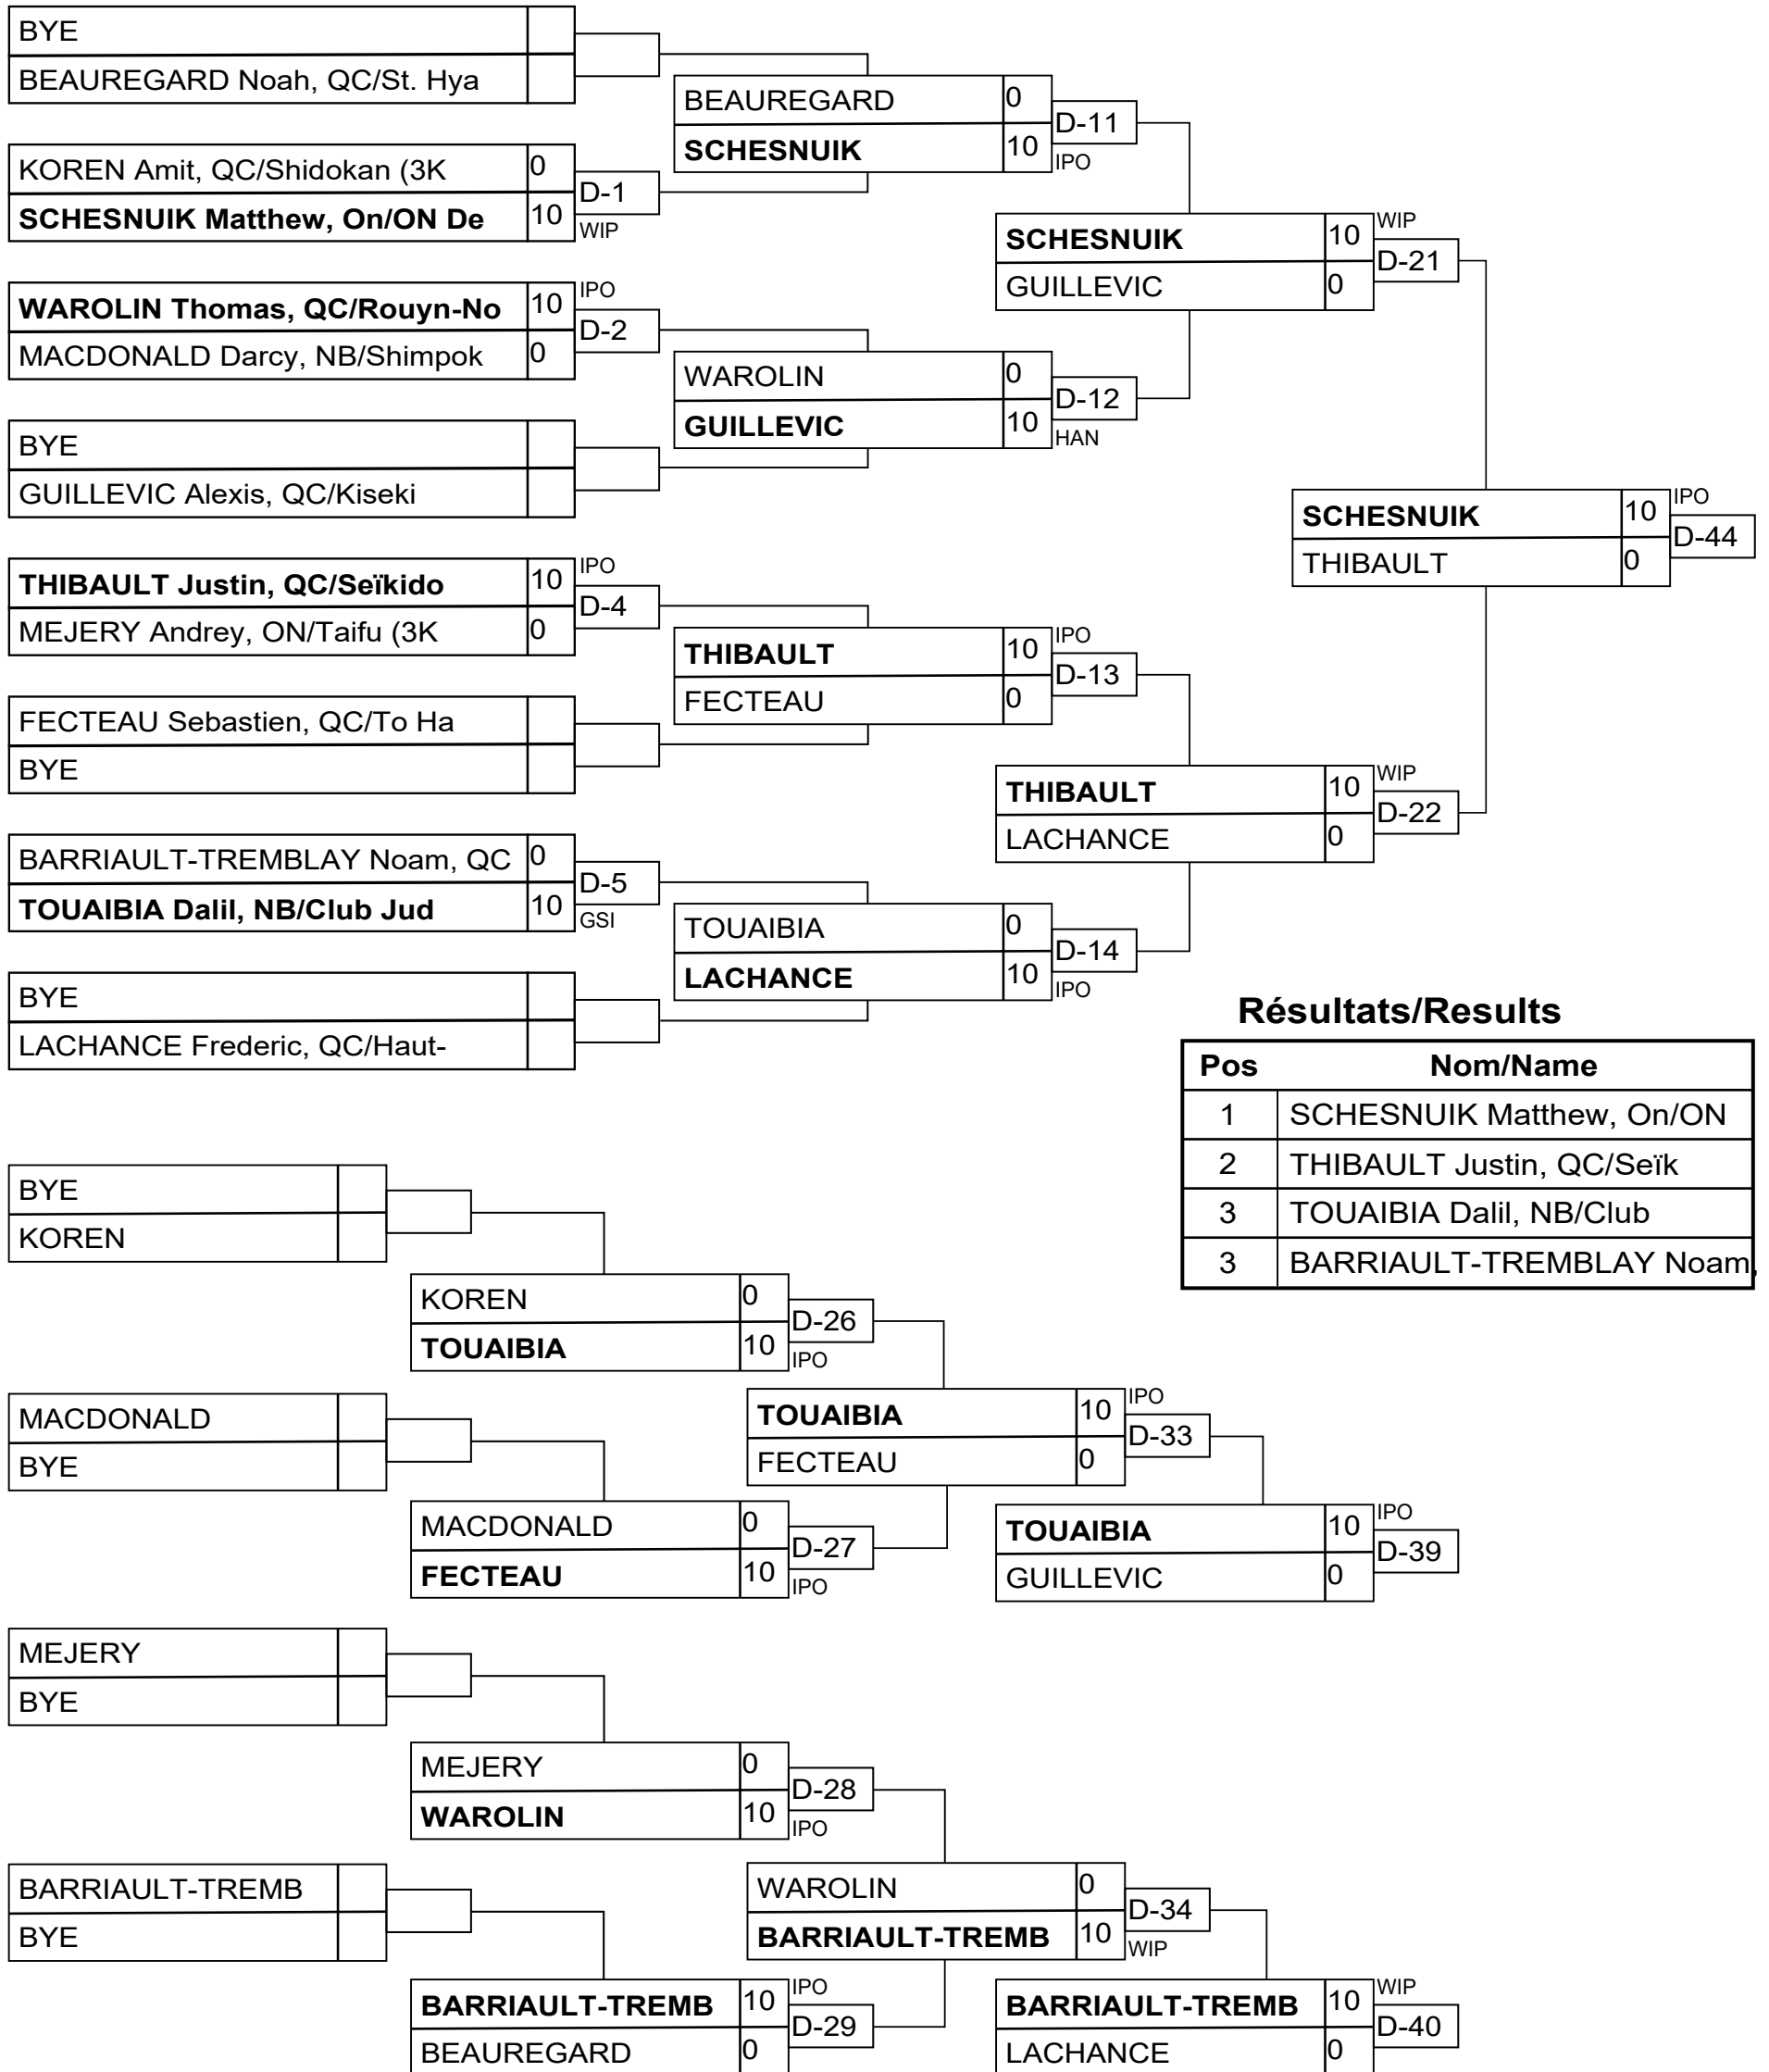 BYE
BEAUREGARD Noah, QC/St. Hya
BEAUREGARD 0
SCHESNUIK 10
D-11
IPO
KOREN Amit, QC/Shidokan (3K 0
SCHESNUIK Matthew, On/ON De 10
D-1
WIP
SCHESNUIK 10
GUILLEVIC 0
WIP
D-21
WAROLIN Thomas, QC/Rouyn-No 10
MACDONALD Darcy, NB/Shimpok 0
IPO
D-2
WAROLIN 0
GUILLEVIC 10
D-12
HAN
BYE
GUILLEVIC Alexis, QC/Kiseki
SCHESNUIK 10
THIBAULT 0
IPO
D-44
THIBAULT Justin, QC/Seïkido 10
MEJERY Andrey, ON/Taifu (3K 0
IPO
D-4
THIBAULT 10
FECTEAU 0
IPO
D-13
FECTEAU Sebastien, QC/To Ha
BYE
THIBAULT 10
LACHANCE 0
WIP
D-22
BARRIAULT-TREMBLAY Noam, QC 0
TOUAIBIA Dalil, NB/Club Jud 10
D-5
GSI
TOUAIBIA 0
LACHANCE 10
D-14
IPO
BYE
LACHANCE Frederic, QC/Haut-
Résultats/Results
Pos Nom/Name
1 SCHESNUIK Matthew, On/ON
2 THIBAULT Justin, QC/Seïk
3 TOUAIBIA Dalil, NB/Club
3 BARRIAULT-TREMBLAY Noam,
BYE
KOREN
KOREN 0
TOUAIBIA 10
D-26
IPO
MACDONALD
BYE
TOUAIBIA 10
FECTEAU 0
IPO
D-33
MACDONALD 0
FECTEAU 10
D-27
IPO
TOUAIBIA 10
GUILLEVIC 0
IPO
D-39
MEJERY
BYE
MEJERY 0
WAROLIN 10
D-28
IPO
BARRIAULT-TREMB
BYE
WAROLIN 0
BARRIAULT-TREMB 10
D-34
WIP
BARRIAULT-TREMB 10
BEAUREGARD 0
IPO
D-29
BARRIAULT-TREMB 10
LACHANCE 0
WIP
D-40